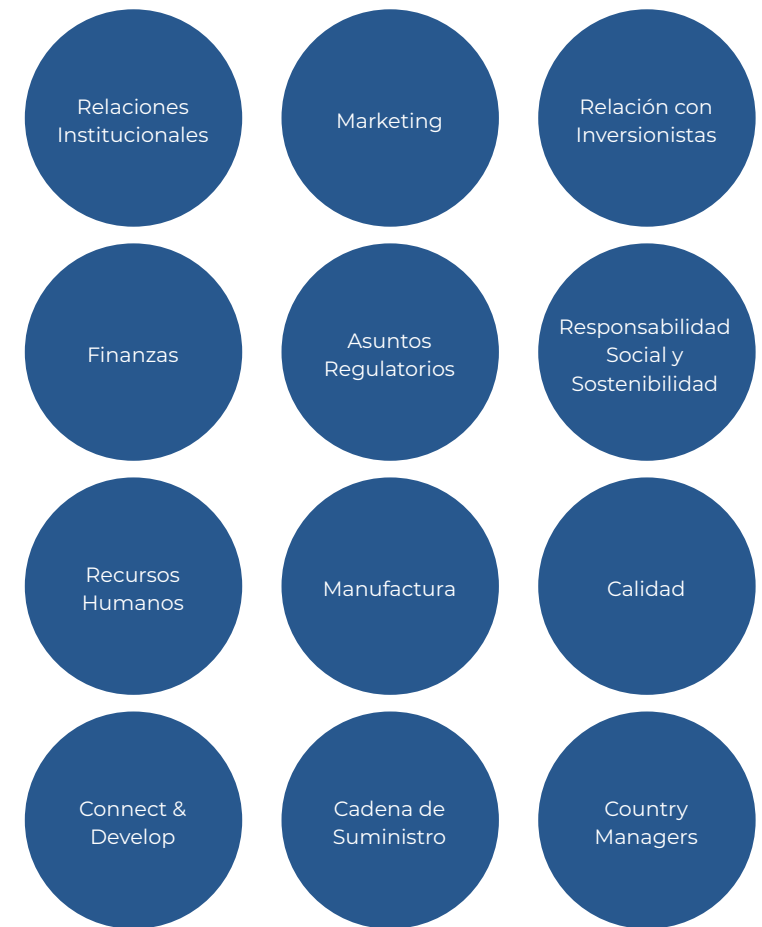 Relaciones
Institucionales
Marketing
Relación con
Inversionistas
Finanzas
Asuntos
Regulatorios
Responsabilidad
Social y
Sostenibilidad
Recursos
Humanos
Manufactura
Calidad
Connect &
Develop
Cadena de
Suministro
Country
Managers